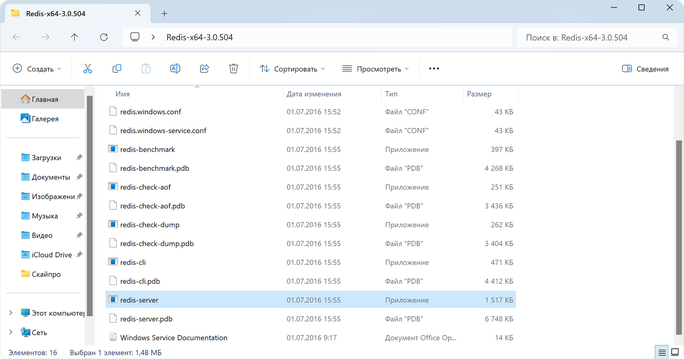 Redis-x64-3.0.504
Redis-x64-3.0.504 Поиск в: Redis-x64-3.0.504
Создать Сортировать Просмотреть Сведения
Имя Дата изменения Тип Размер
Главная
Галерея
Загрузки
Документы
Изображени
Музыка
Видео
iCloud Drive
Скайпро
Этот компьютер
Сеть
redis.windows.conf 01.07.2016 15:52 Файл "CONF" 43 КБ
redis.windows-service.conf 01.07.2016 15:52 Файл "CONF" 43 КБ
redis-benchmark 01.07.2016 15:55 Приложение 397 КБ
redis-benchmark.pdb 01.07.2016 15:55 Файл "PDB" 4 268 КБ
redis-check-aof 01.07.2016 15:55 Приложение 251 КБ
redis-check-aof.pdb 01.07.2016 15:55 Файл "PDB" 3 436 КБ
redis-check-dump 01.07.2016 15:55 Приложение 262 КБ
redis-check-dump.pdb 01.07.2016 15:55 Файл "PDB" 3 404 КБ
redis-cli 01.07.2016 15:55 Приложение 471 КБ
redis-cli.pdb 01.07.2016 15:55 Файл "PDB" 4 412 КБ
redis-server 01.07.2016 15:55 Приложение 1 517 КБ
redis-server.pdb 01.07.2016 15:55 Файл "PDB" 6 748 КБ
Windows Service Documentation 01.07.2016 9:17 Документ Office Op... 14 КБ
Элементов: 16 Выбран 1 элемент: 1,48 МБ